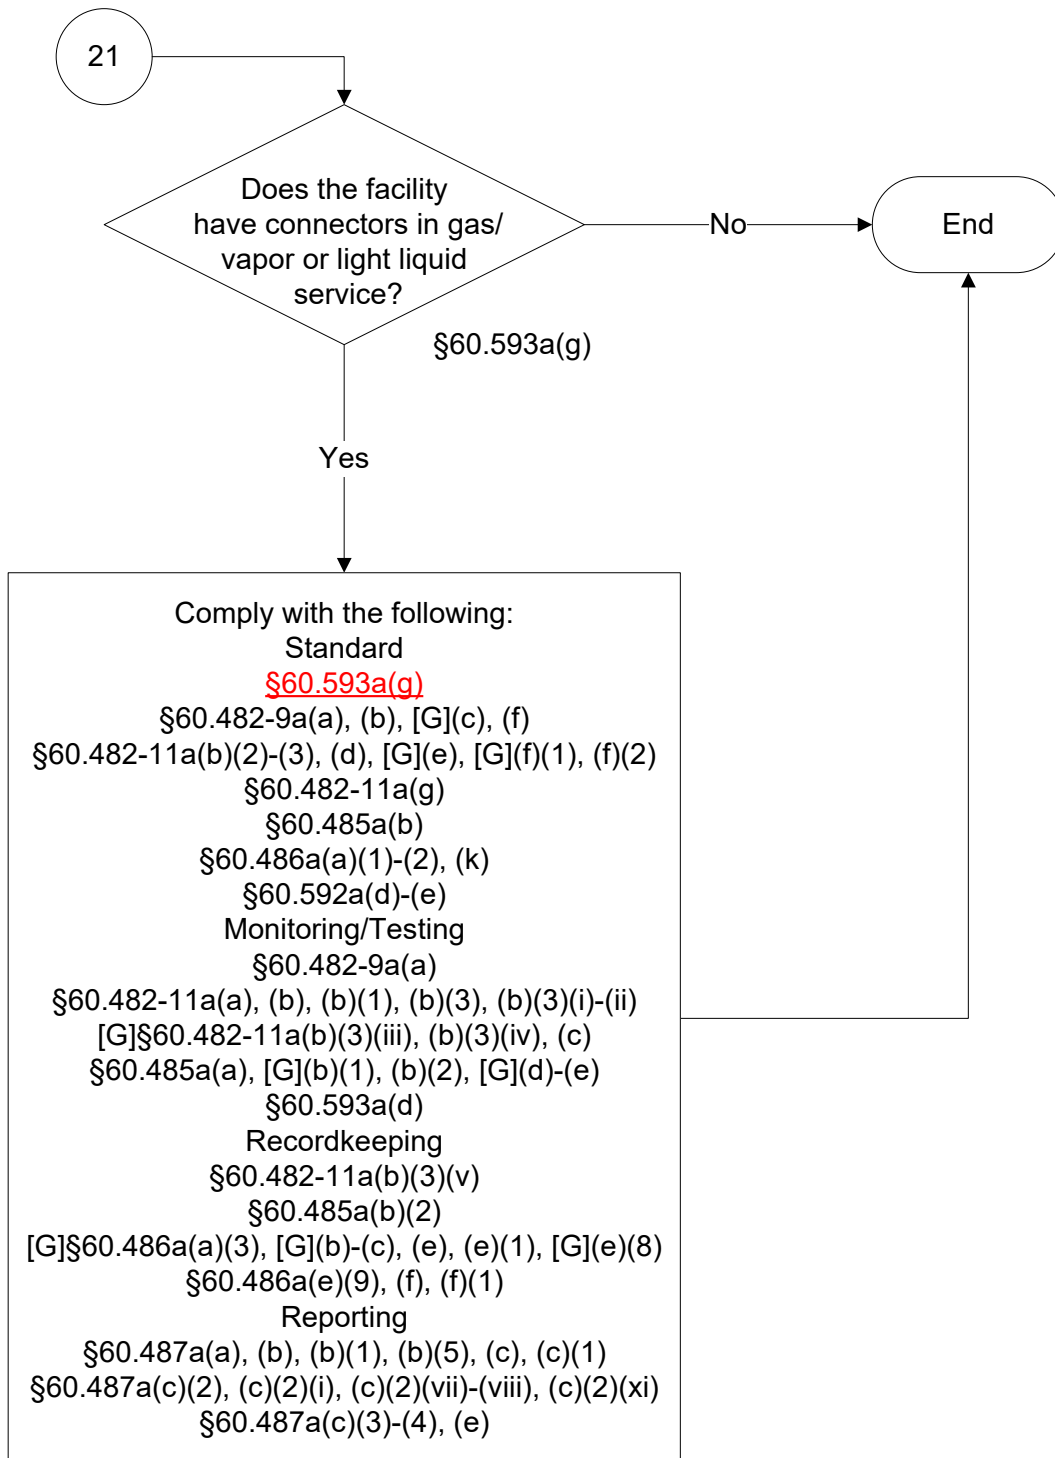 21
Does the facility
have connectors in gas/
vapor or light liquid
service?
No
End
§60.593a(g)
Yes
Comply with the following:
Standard
§60.593a(g)
§60.482-9a(a), (b), [G](c), (f)
§60.482-11a(b)(2)-(3), (d), [G](e), [G](f)(1), (f)(2)
§60.482-11a(g)
§60.485a(b)
§60.486a(a)(1)-(2), (k)
§60.592a(d)-(e)
Monitoring/Testing
§60.482-9a(a)
§60.482-11a(a), (b), (b)(1), (b)(3), (b)(3)(i)-(ii)
[G]§60.482-11a(b)(3)(iii), (b)(3)(iv), (c)
§60.485a(a), [G](b)(1), (b)(2), [G](d)-(e)
§60.593a(d)
Recordkeeping
§60.482-11a(b)(3)(v)
§60.485a(b)(2)
[G]§60.486a(a)(3), [G](b)-(c), (e), (e)(1), [G](e)(8)
§60.486a(e)(9), (f), (f)(1)
Reporting
§60.487a(a), (b), (b)(1), (b)(5), (c), (c)(1)
§60.487a(c)(2), (c)(2)(i), (c)(2)(vii)-(viii), (c)(2)(xi)
§60.487a(c)(3)-(4), (e)